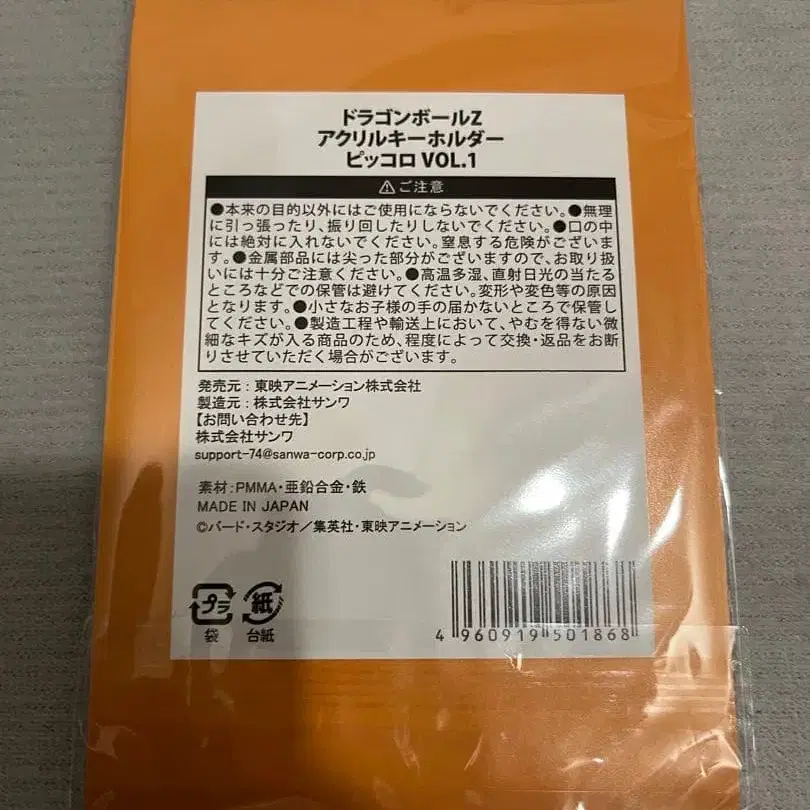 ドラゴンボールZ
アクリルキーホルダー
ピッコロ VOL.1
⚠ご注意
●本来の目的以外にはご使用にならないでください。●無理
に引っ張ったり、振り回したりしないでください。●口の中
には絶対に入れないでください。窒息する危険がございま
す。●金属部品には尖った部分がございますので、お取り扱
いには十分ご注意ください。●高温多湿、直射日光の当たる
ところなどでの保管は避けてください。変形や変色等の原因
となります。●小さなお子様の手の届かないところで保管し
てください。●製造工程や輸送上において、やむを得ない微
細なキズが入る商品のため、程度によって交換・返品をお断
りさせていただく場合がございます。
発売元：東映アニメーション株式会社
製造元：株式会社サンワ
【お問い合わせ先】
株式会社サンワ
support-74@sanwa-corp.co.jp
素材：PMMA・亜鉛合金・鉄
MADE IN JAPAN
©バード・スタジオ／集英社・東映アニメーション
プラ 紙
袋 台紙
4 960919 501868